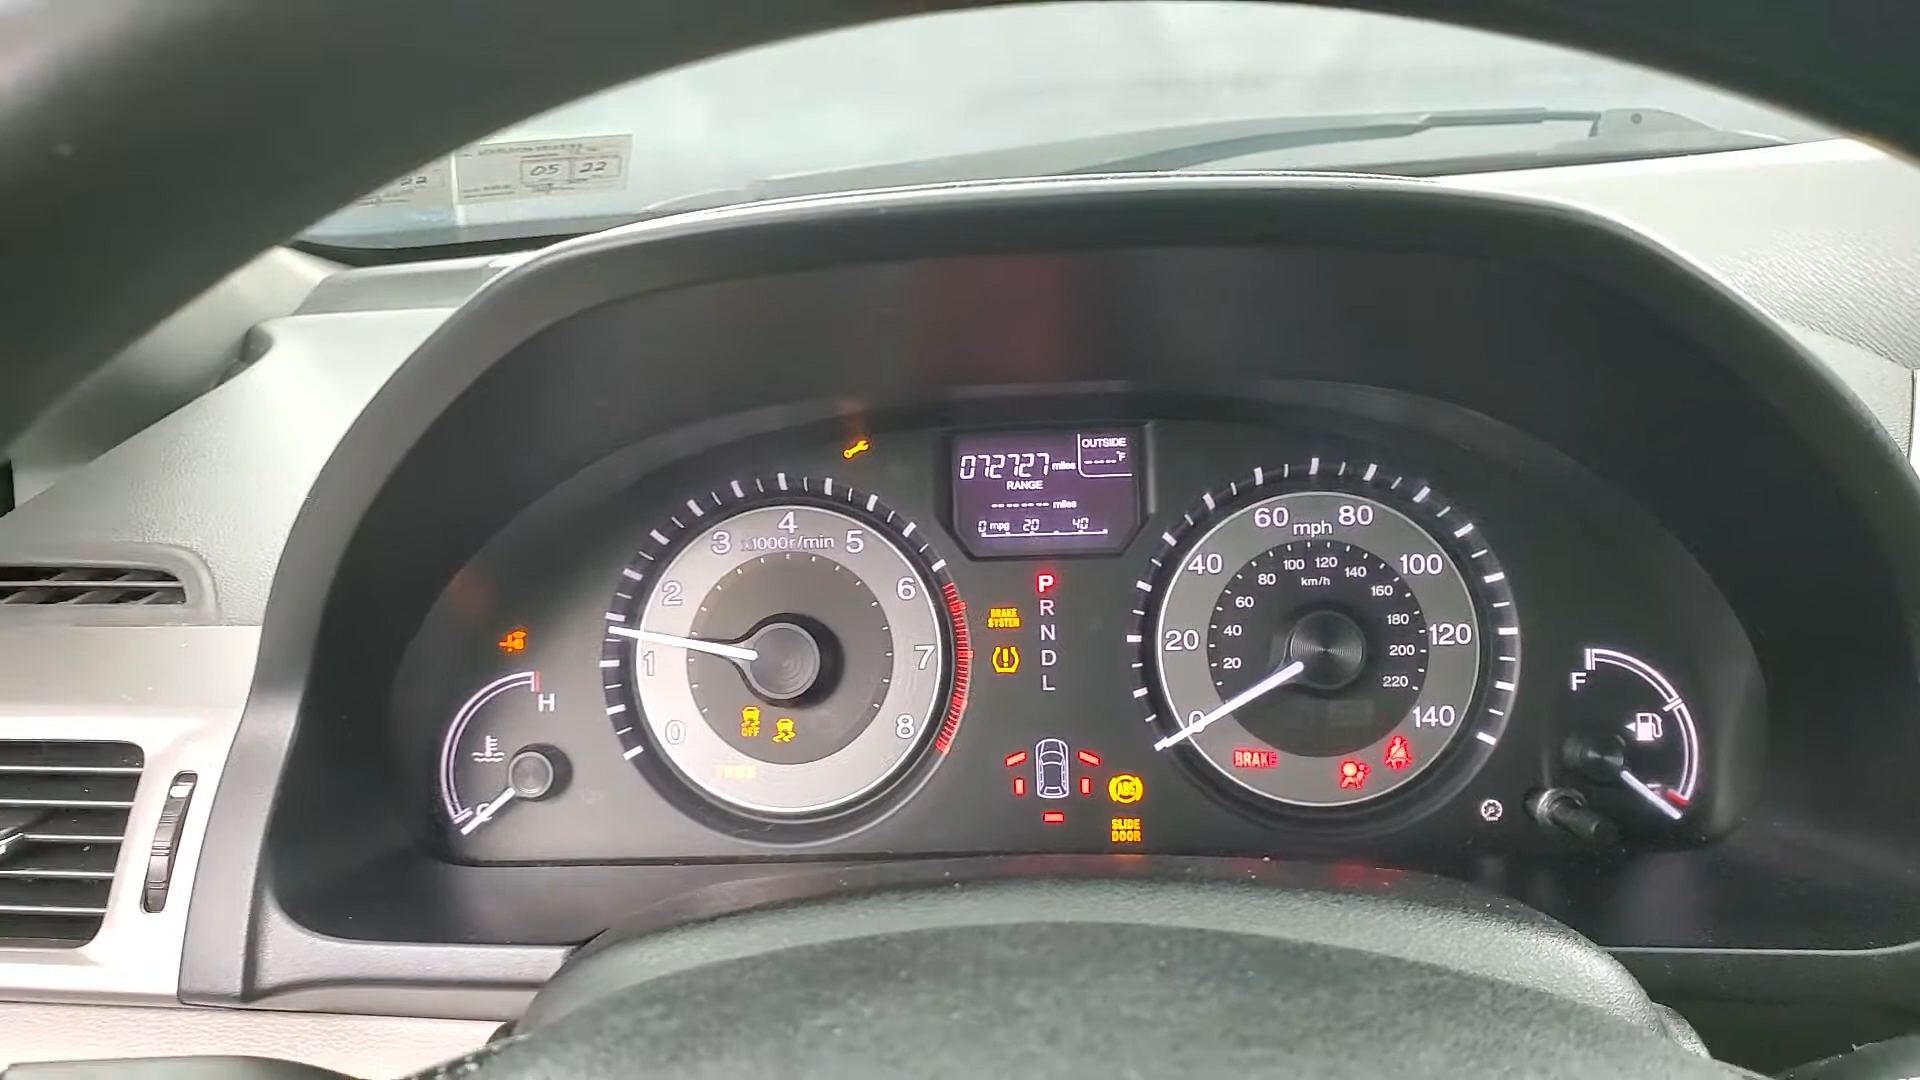 05 22
22
OUTSIDE
072727 miles
----°F
RANGE
------ miles
0 mpg 20 40
0
1
2
3
4
5
6
7
8
x1000r/min
OFF
H
C
BRAKE
SYSTEM
P
R
N
D
L
ABS
SLIDE
DOOR
0
20
40
60
mph
80
100
120
140
km/h
20
40
60
80
100
120
140
160
180
200
220
BRAKE
F